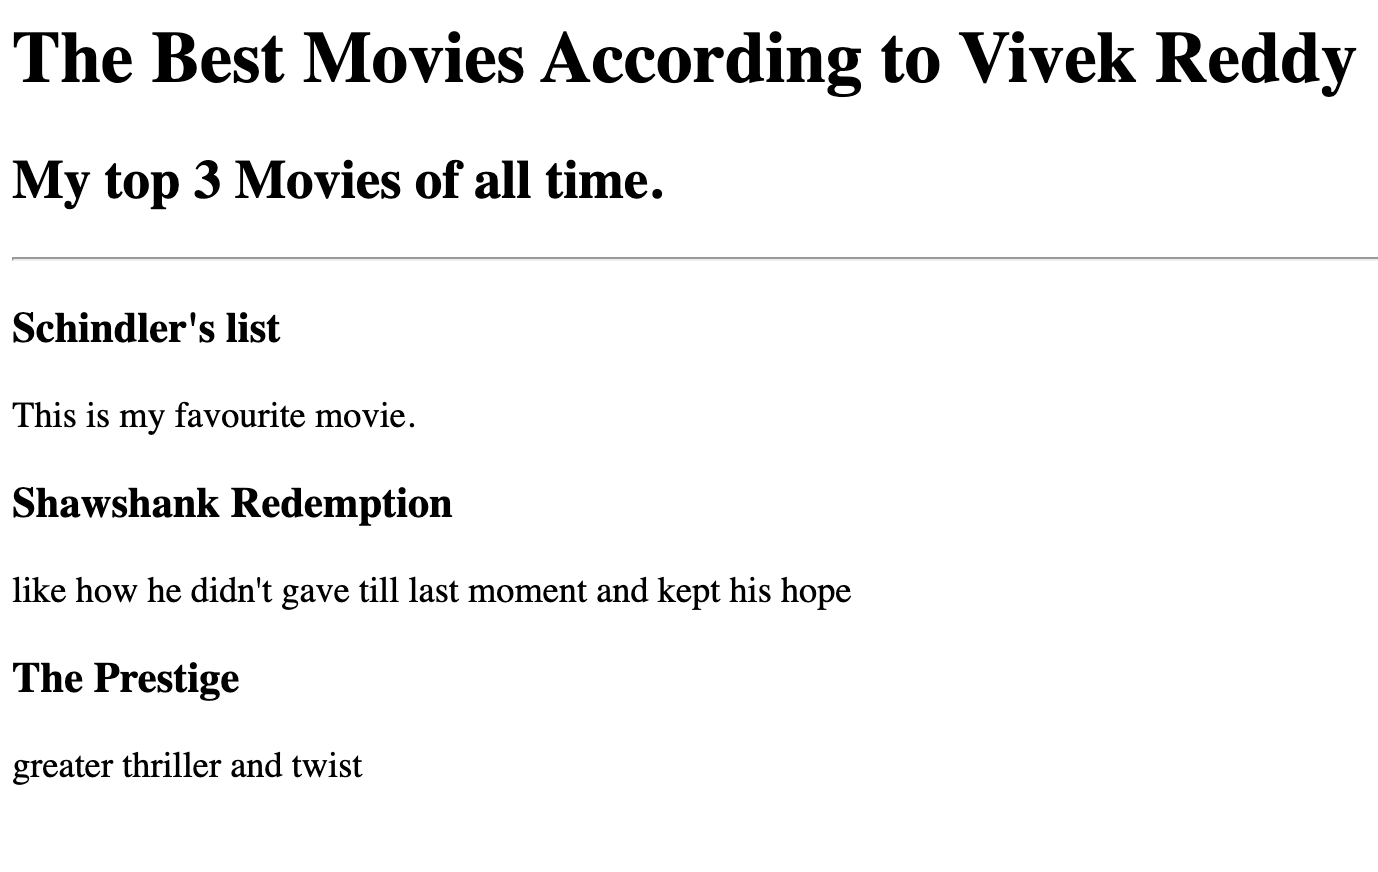 The Best Movies According to Vivek Reddy
My top 3 Movies of all time.
Schindler's list
This is my favourite movie.
Shawshank Redemption
like how he didn't gave till last moment and kept his hope
The Prestige
greater thriller and twist